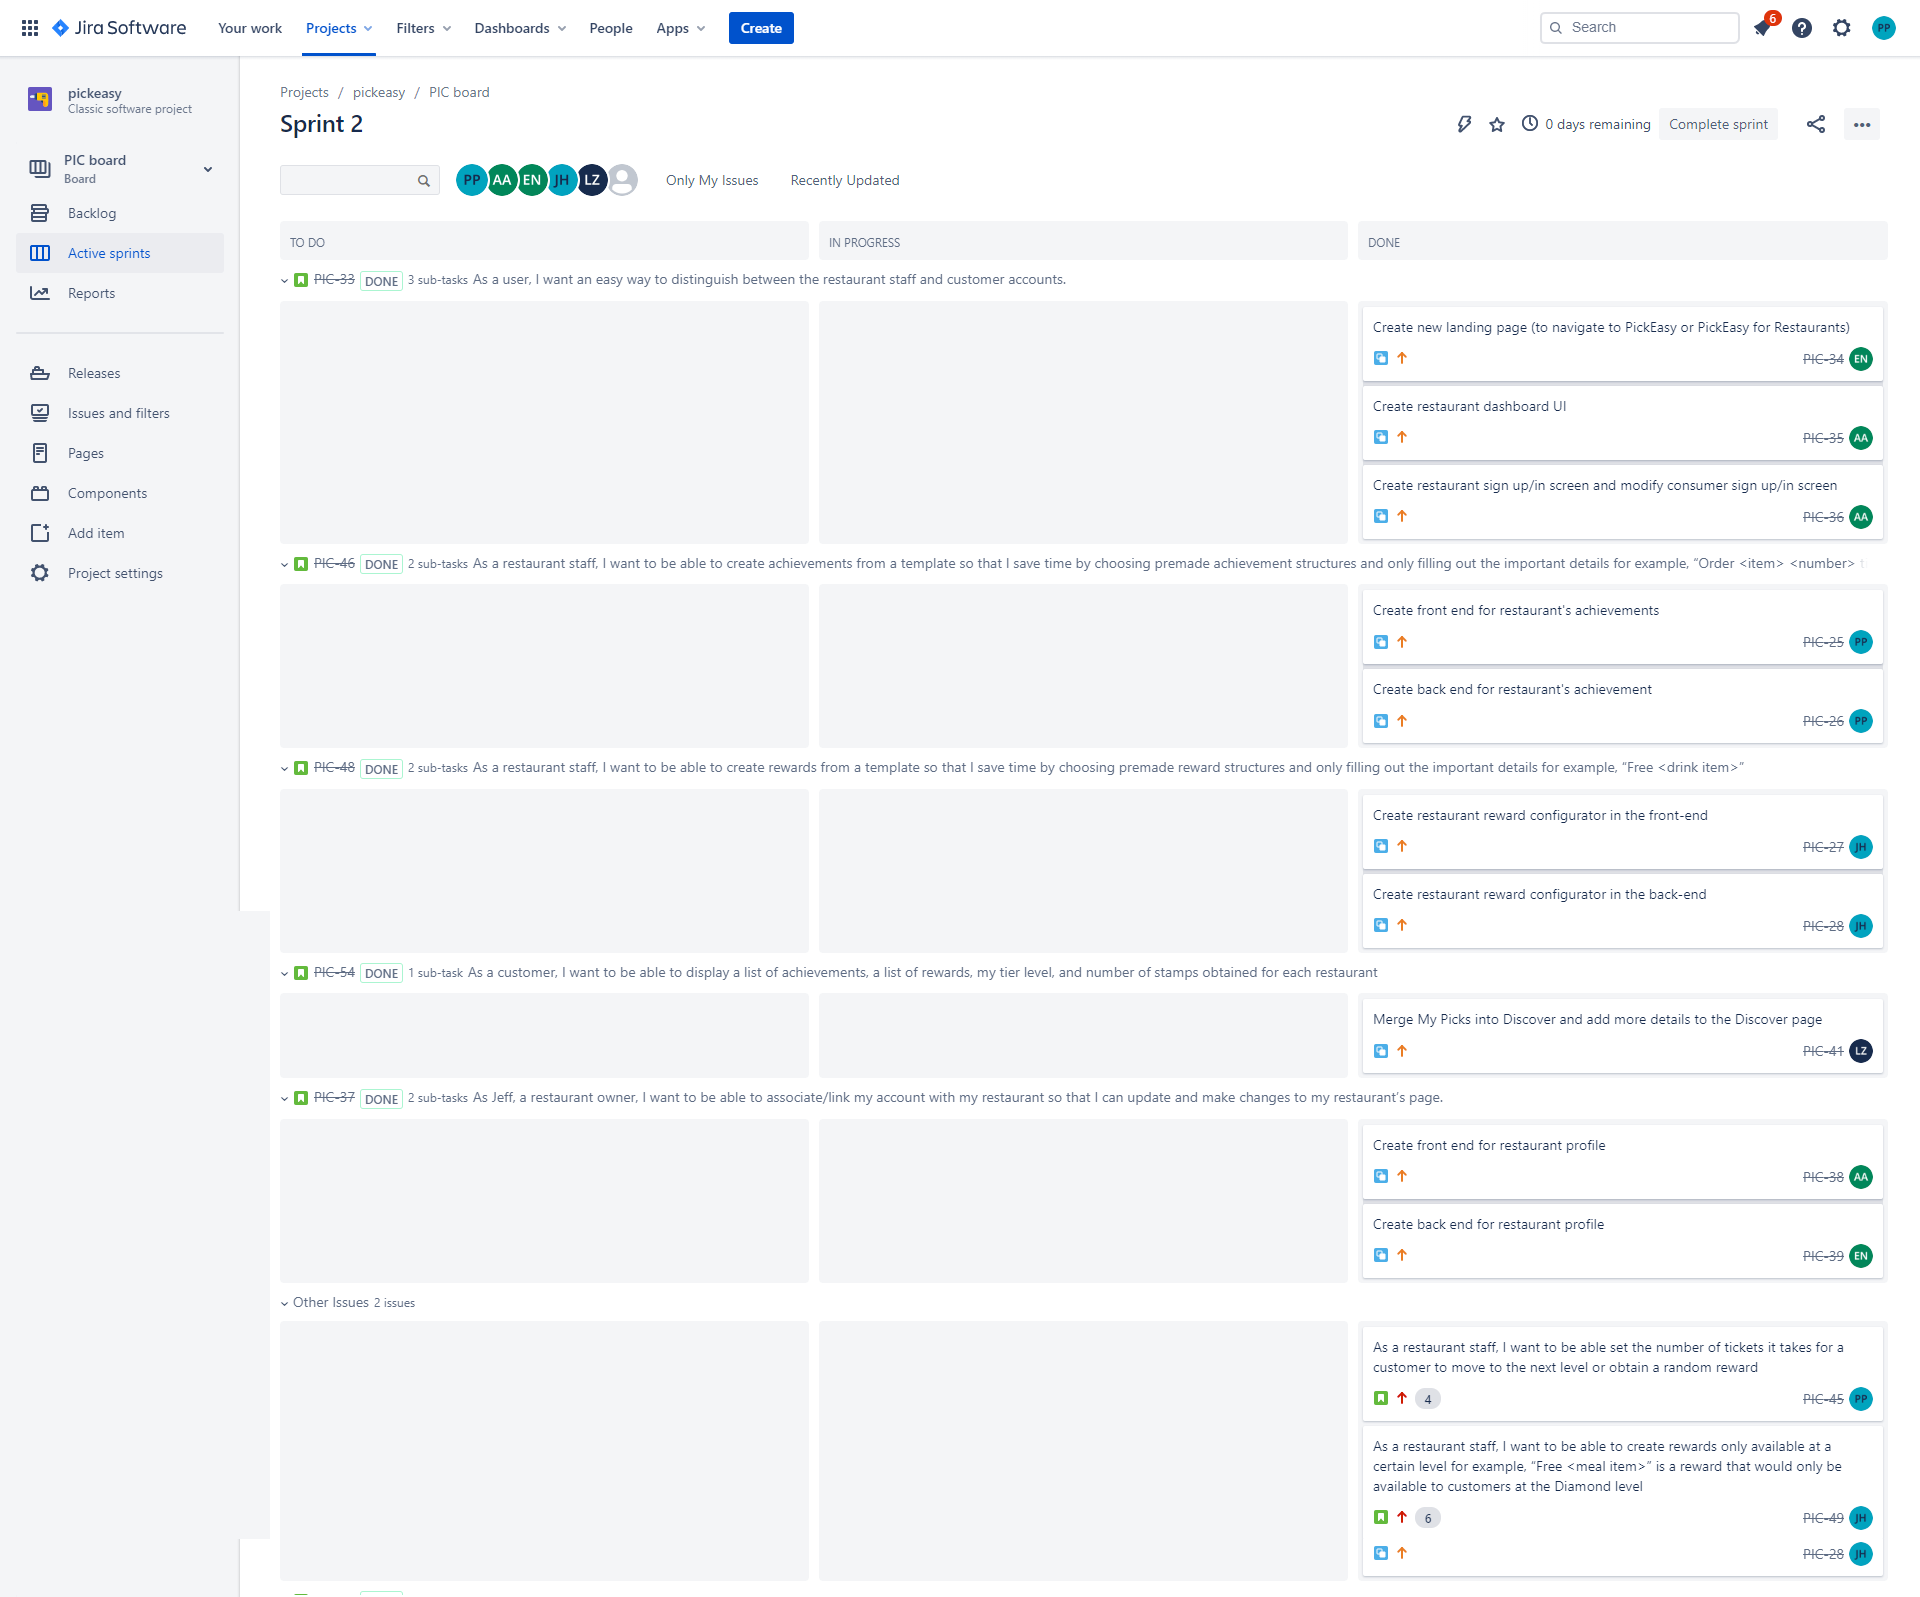 Jira Software
Your work
Projects
Filters
Dashboards
People
Apps
Create
Search
6
PP
pickeasy
Classic software project
PIC board
Board
Backlog
Active sprints
Reports
Releases
Issues and filters
Pages
Components
Add item
Project settings
Projects / pickeasy / PIC board
Sprint 2
0 days remaining
Complete sprint
PP AA EN JH LZ
Only My Issues
Recently Updated
TO DO
IN PROGRESS
DONE
PIC-33 DONE 3 sub-tasks As a user, I want an easy way to distinguish between the restaurant staff and customer accounts.
Create new landing page (to navigate to PickEasy or PickEasy for Restaurants)
PIC-34 EN
Create restaurant dashboard UI
PIC-35 AA
Create restaurant sign up/in screen and modify consumer sign up/in screen
PIC-36 AA
PIC-46 DONE 2 sub-tasks As a restaurant staff, I want to be able to create achievements from a template so that I save time by choosing premade achievement structures and only filling out the important details for example, “Order <item> <number>
Create front end for restaurant's achievements
PIC-25 PP
Create back end for restaurant's achievement
PIC-26 PP
PIC-48 DONE 2 sub-tasks As a restaurant staff, I want to be able to create rewards from a template so that I save time by choosing premade reward structures and only filling out the important details for example, “Free <drink item>”
Create restaurant reward configurator in the front-end
PIC-27 JH
Create restaurant reward configurator in the back-end
PIC-28 JH
PIC-54 DONE 1 sub-task As a customer, I want to be able to display a list of achievements, a list of rewards, my tier level, and number of stamps obtained for each restaurant
Merge My Picks into Discover and add more details to the Discover page
PIC-41 LZ
PIC-37 DONE 2 sub-tasks As Jeff, a restaurant owner, I want to be able to associate/link my account with my restaurant so that I can update and make changes to my restaurant's page.
Create front end for restaurant profile
PIC-38 AA
Create back end for restaurant profile
PIC-39 EN
Other Issues 2 issues
As a restaurant staff, I want to be able set the number of tickets it takes for a
customer to move to the next level or obtain a random reward
4 PIC-45 PP
As a restaurant staff, I want to be able to create rewards only available at a
certain level for example, “Free <meal item>” is a reward that would only be
available to customers at the Diamond level
6 PIC-49 JH
PIC-28 JH